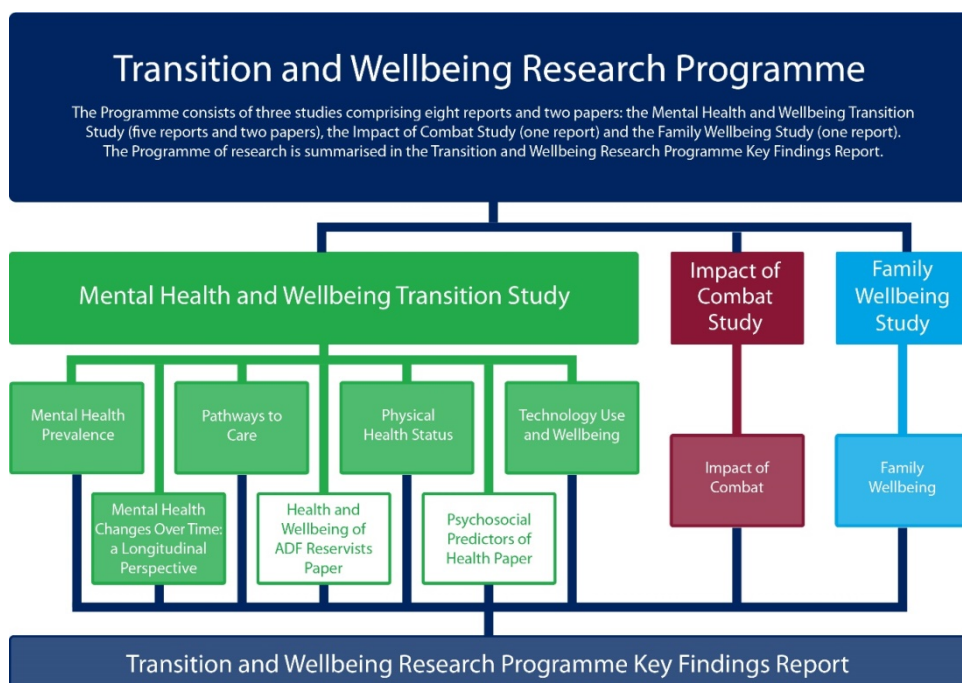 Transition and Wellbeing Research Programme
The Programme consists of three studies comprising eight reports and two papers: the Mental Health and Wellbeing Transition
Study (five reports and two papers), the Impact of Combat Study (one report) and the Family Wellbeing Study (one report).
The Programme of research is summarised in the Transition and Wellbeing Research Programme Key Findings Report.
Mental Health and Wellbeing Transition Study
Impact of
Combat
Study
Family
Wellbeing
Study
Mental Health
Prevalence
Pathways to
Care
Physical
Health Status
Technology Use
and Wellbeing
Impact of
Combat
Family
Wellbeing
Mental Health
Changes Over Time:
a Longitudinal
Perspective
Health and
Wellbeing of
ADF Reservists
Paper
Psychosocial
Predictors of
Health Paper
Transition and Wellbeing Research Programme Key Findings Report